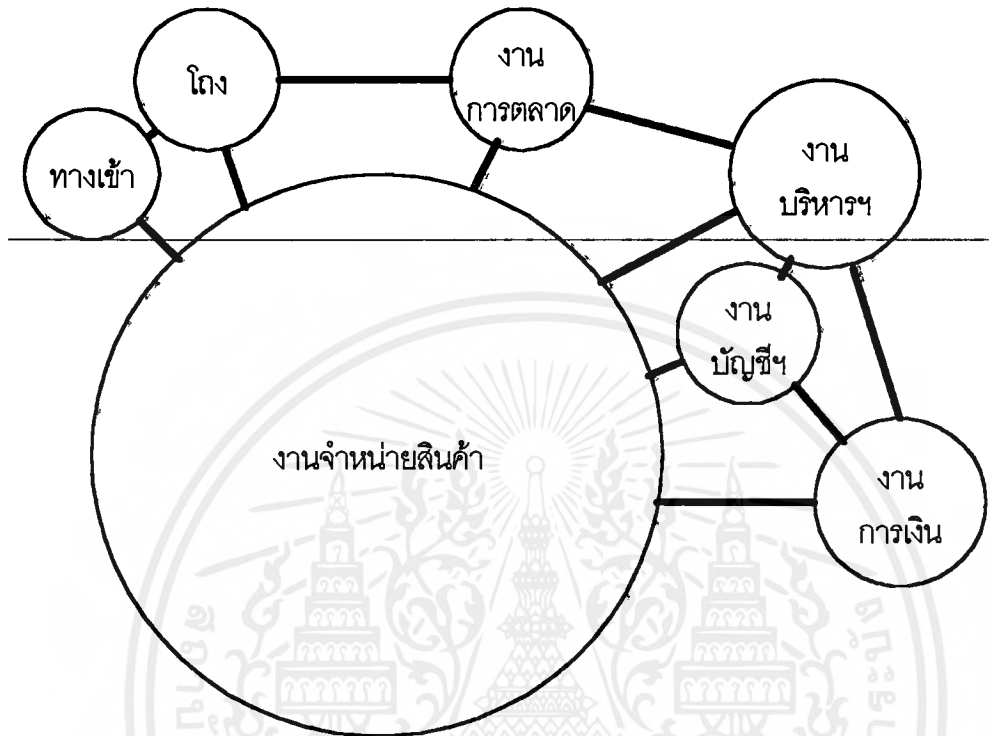 โถง
งาน
การตลาด
ทางเข้า
งาน
บริหารฯ
งาน
บัญชีฯ
งานจำหน่ายสินค้า
งาน
การเงิน